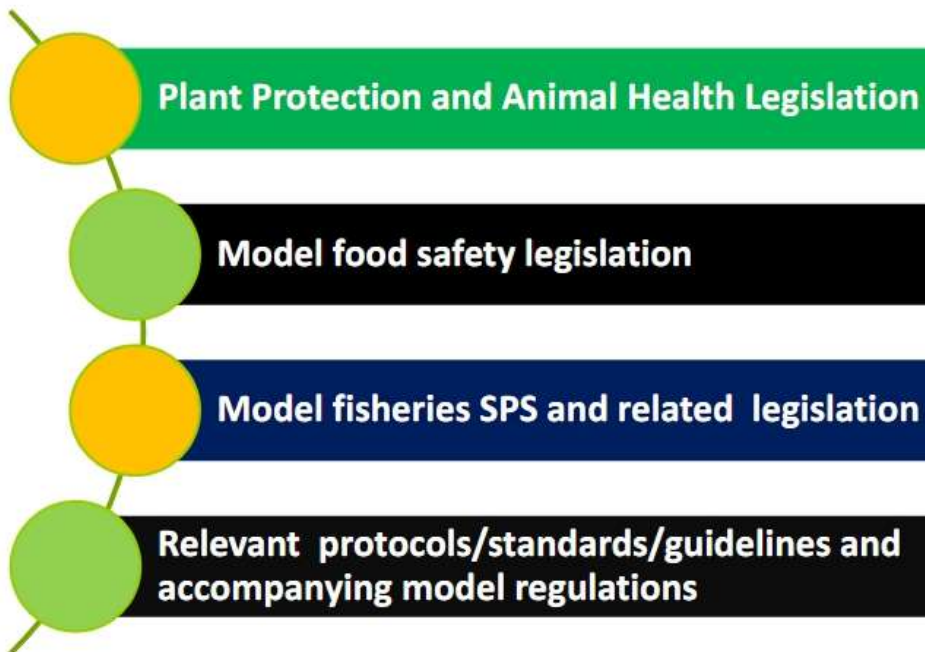 Plant Protection and Animal Health Legislation
Model food safety legislation
Model fisheries SPS and related legislation
Relevant protocols/standards/guidelines and
accompanying model regulations